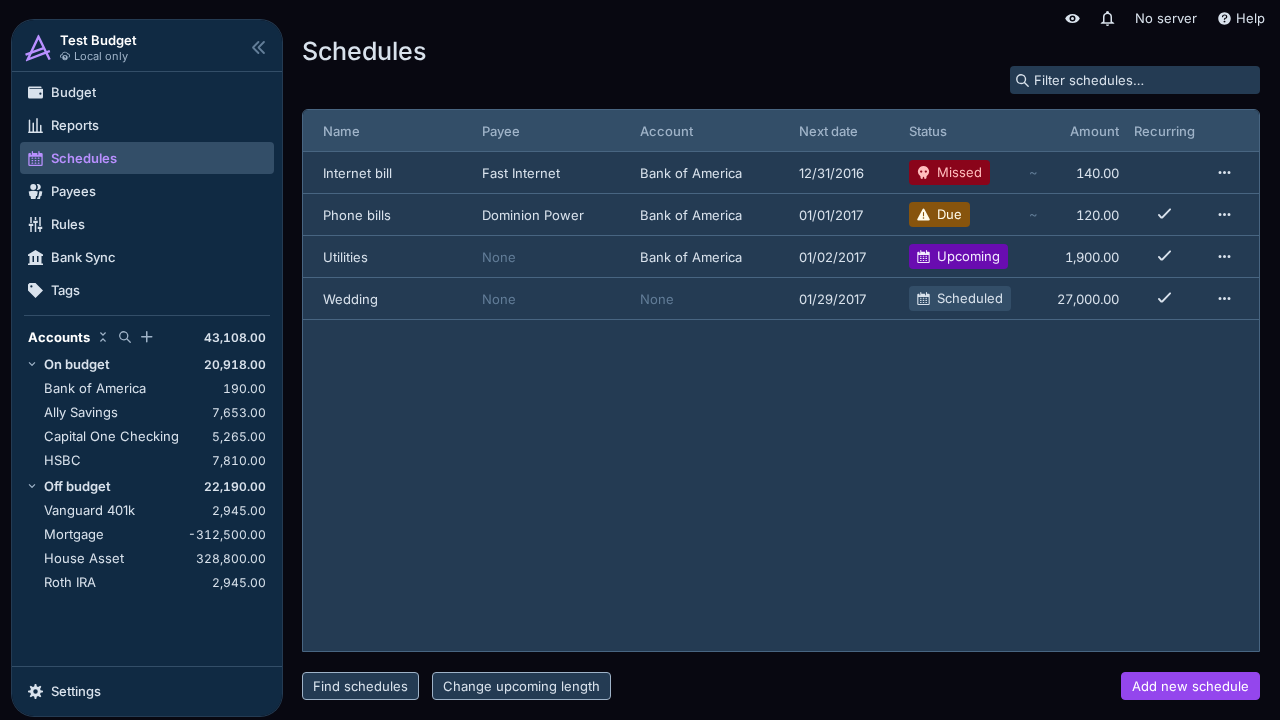 Test Budget
Local only
Budget
Reports
Schedules
Payees
Rules
Bank Sync
Tags
Accounts 43,108.00
On budget 20,918.00
Bank of America 190.00
Ally Savings 7,653.00
Capital One Checking 5,265.00
HSBC 7,810.00
Off budget 22,190.00
Vanguard 401k 2,945.00
Mortgage -312,500.00
House Asset 328,800.00
Roth IRA 2,945.00
Settings
No server Help
Schedules
Filter schedules…
Name Payee Account Next date Status Amount Recurring
Internet bill Fast Internet Bank of America 12/31/2016 Missed ~ 140.00
Phone bills Dominion Power Bank of America 01/01/2017 Due ~ 120.00
Utilities None Bank of America 01/02/2017 Upcoming 1,900.00
Wedding None None 01/29/2017 Scheduled 27,000.00
Find schedules Change upcoming length Add new schedule